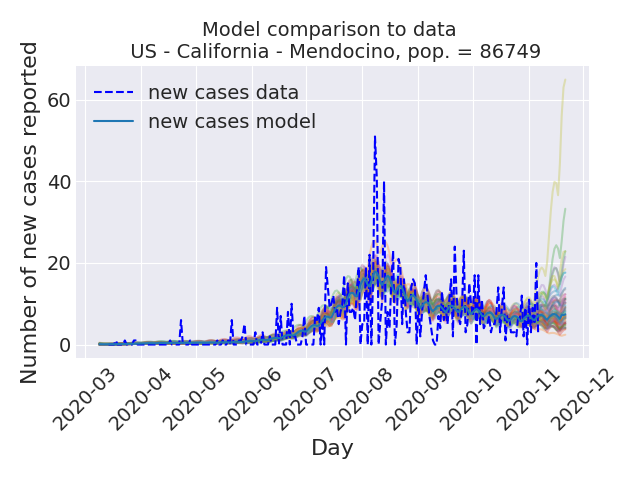 Model comparison to data
US - California - Mendocino, pop. = 86749
Number of new cases reported
new cases data
new cases model
60
40
20
0
2020-03
2020-04
2020-05
2020-06
2020-07
2020-08
2020-09
2020-10
2020-11
2020-12
Day